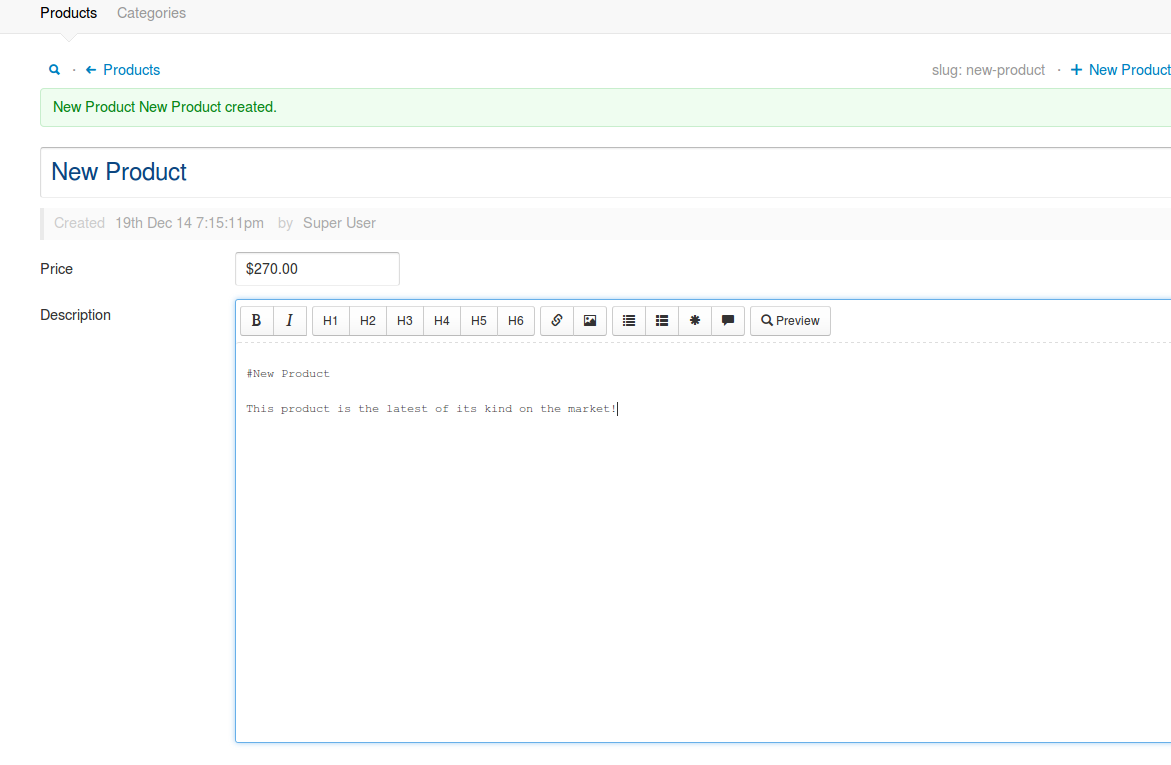 Products Categories
· ← Products slug: new-product · + New Product
New Product New Product created.
New Product
Created 19th Dec 14 7:15:11pm by Super User
Price $270.00
Description
B I H1 H2 H3 H4 H5 H6 Preview
#New Product
This product is the latest of its kind on the market!